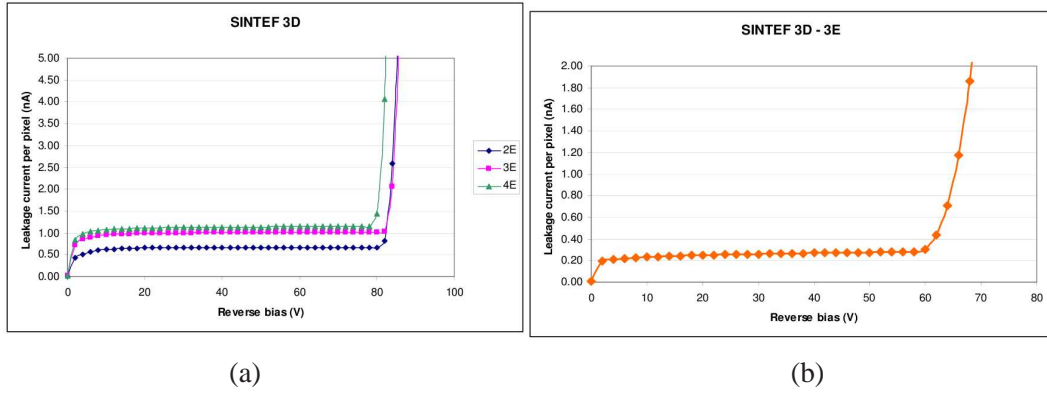 SINTEF 3D
5.00
4.50
4.00
3.50
3.00
2.50
2.00
1.50
1.00
0.50
0.00
Leakage current per pixel (nA)
0 20 40 60 80 100
Reverse bias (V)
2E
3E
4E
(a)
SINTEF 3D - 3E
2.00
1.80
1.60
1.40
1.20
1.00
0.80
0.60
0.40
0.20
0.00
Leakage current per pixel (nA)
0 10 20 30 40 50 60 70 80
Reverse bias (V)
(b)